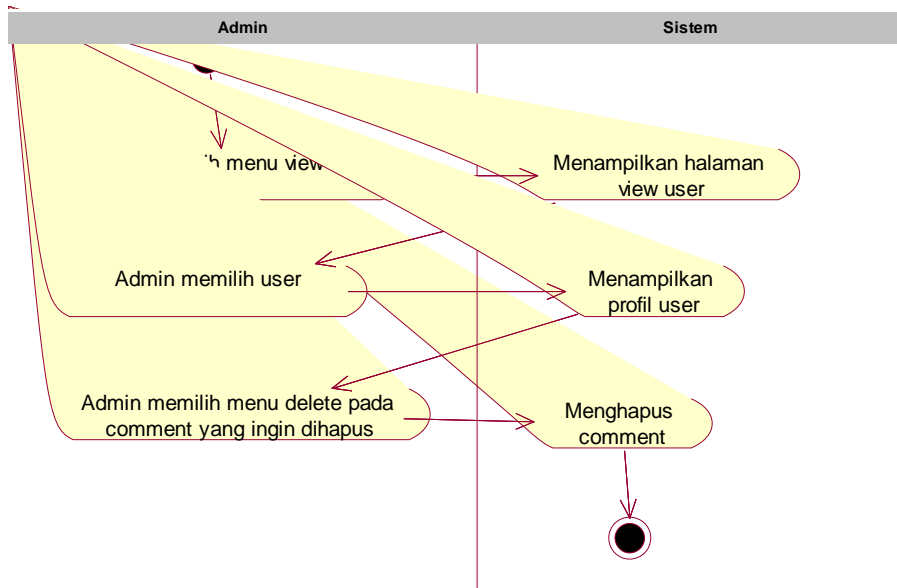 Admin
Sistem
menu view
Menampilkan halaman
view user
Admin memilih user
Menampilkan
profil user
Admin memilih menu delete pada
comment yang ingin dihapus
Menghapus
comment